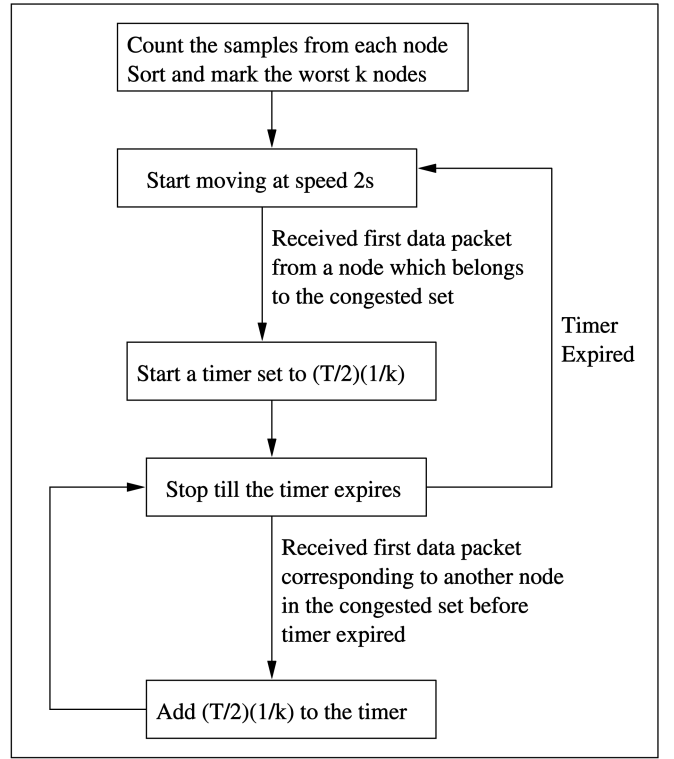 Count the samples from each node
Sort and mark the worst k nodes
Start moving at speed 2s
Received first data packet
from a node which belongs
to the congested set
Timer
Expired
Start a timer set to (T/2)(1/k)
Stop till the timer expires
Received first data packet
corresponding to another node
in the congested set before
timer expired
Add (T/2)(1/k) to the timer